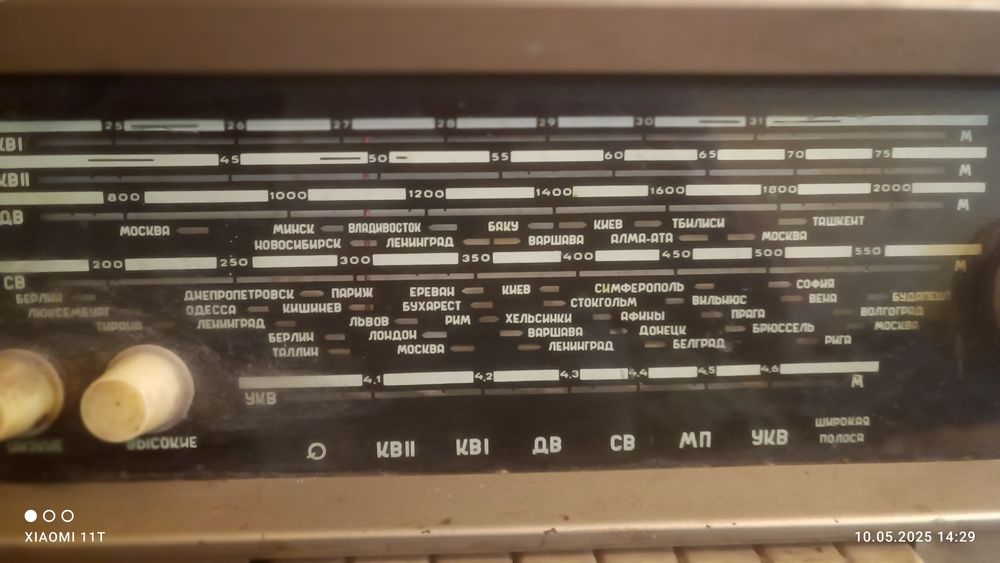 25 26 27 28 29 30 31
КВI М
45 50 55 60 65 70 75
КВII М
800 1000 1200 1400 1600 1800 2000
ДВ М
МОСКВА МИНСК ВЛАДИВОСТОК БАКУ КИЕВ ТБИЛИСИ ТАШКЕНТ
НОВОСИБИРСК ЛЕНИНГРАД ВАРШАВА АЛМА-АТА МОСКВА
200 250 300 350 400 450 500 550
СВ М
БЕРЛИН ДНЕПРОПЕТРОВСК ПАРИЖ ЕРЕВАН КИЕВ СИМФЕРОПОЛЬ СОФИЯ
ЛЮКСЕМБУРГ ОДЕССА КИШИНЕВ БУХАРЕСТ СТОКГОЛЬМ ВИЛЬНЮС ВЕНА БУДАПЕШТ
ТИРАНА ЛЕНИНГРАД ЛЬВОВ РИМ ХЕЛЬСИНКИ АФИНЫ ПРАГА ВОЛГОГРАД
БЕРЛИН ЛОНДОН ВАРШАВА ДОНЕЦК БРЮССЕЛЬ МОСКВА
ТАЛЛИН МОСКВА ЛЕНИНГРАД БЕЛГРАД РИГА
4,1 4,2 4,3 4,4 4,5 4,6
УКВ М
НИЗКИЕ ВЫСОКИЕ КВII КВI ДВ СВ МП УКВ ШИРОКАЯ
ПОЛОСА
XIAOMI 11T 10.05.2025 14:29